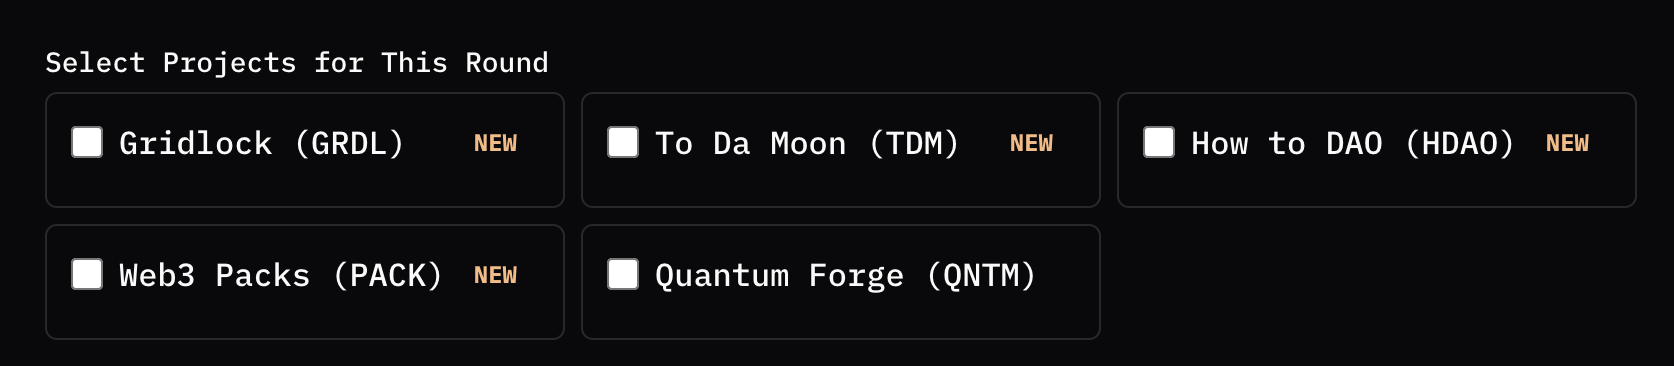 Select Projects for This Round
Gridlock (GRDL) NEW
To Da Moon (TDM) NEW
How to DAO (HDAO) NEW
Web3 Packs (PACK) NEW
Quantum Forge (QNTM)